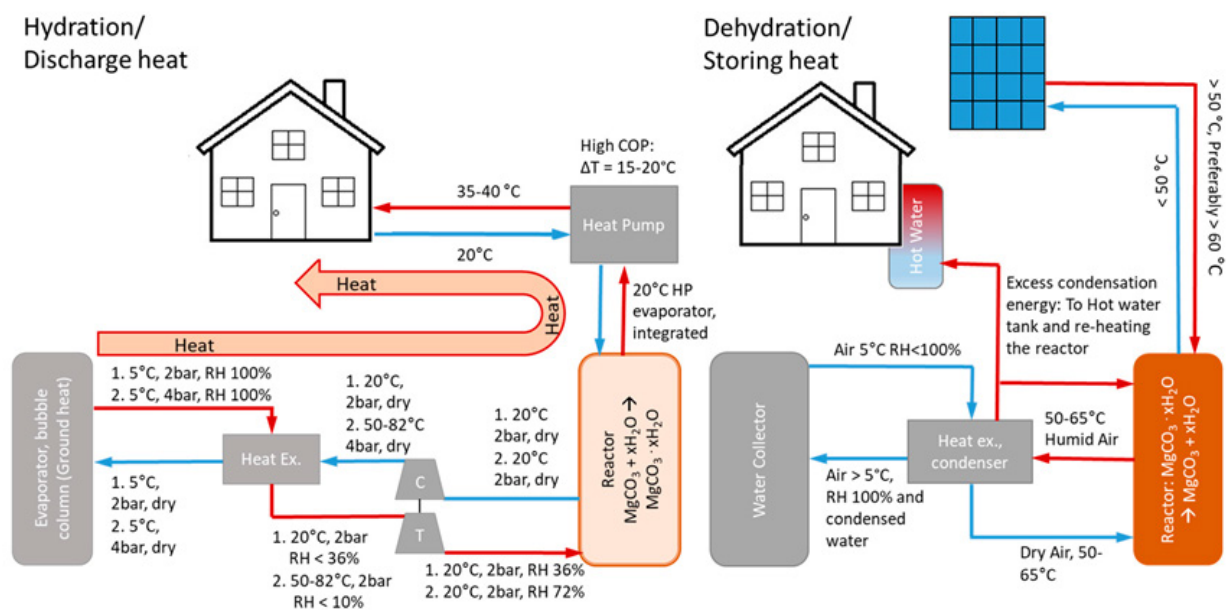 Hydration/
Discharge heat
High COP:
ΔT = 15-20°C
35-40 °C
Heat Pump
20°C
Heat
Heat
Heat
20°C HP
evaporator,
integrated
Evaporator, bubble
column (Ground heat)
1. 5°C, 2bar, RH 100%
2. 5°C, 4bar, RH 100%
1. 20°C,
2bar, dry
2. 50-82°C
4bar, dry
1. 20°C
2bar, dry
2. 20°C
2bar, dry
Heat Ex.
C
T
1. 5°C,
2bar, dry
2. 5°C,
4bar, dry
1. 20°C, 2bar
RH < 36%
2. 50-82°C, 2bar
RH < 10%
1. 20°C, 2bar, RH 36%
2. 20°C, 2bar, RH 72%
Reactor
MgCO3 + xH2O →
MgCO3 · xH2O
Dehydration/
Storing heat
Hot Water
<50 °C
> 50 °C, Preferably > 60 °C
Excess condensation
energy: To Hot water
tank and re-heating
the reactor
Water Collector
Air 5°C RH<100%
Heat ex.,
condenser
50-65°C
Humid Air
Air > 5°C,
RH 100% and
condensed
water
Dry Air, 50-
65°C
Reactor: MgCO3 · xH2O
→ MgCO3 + xH2O